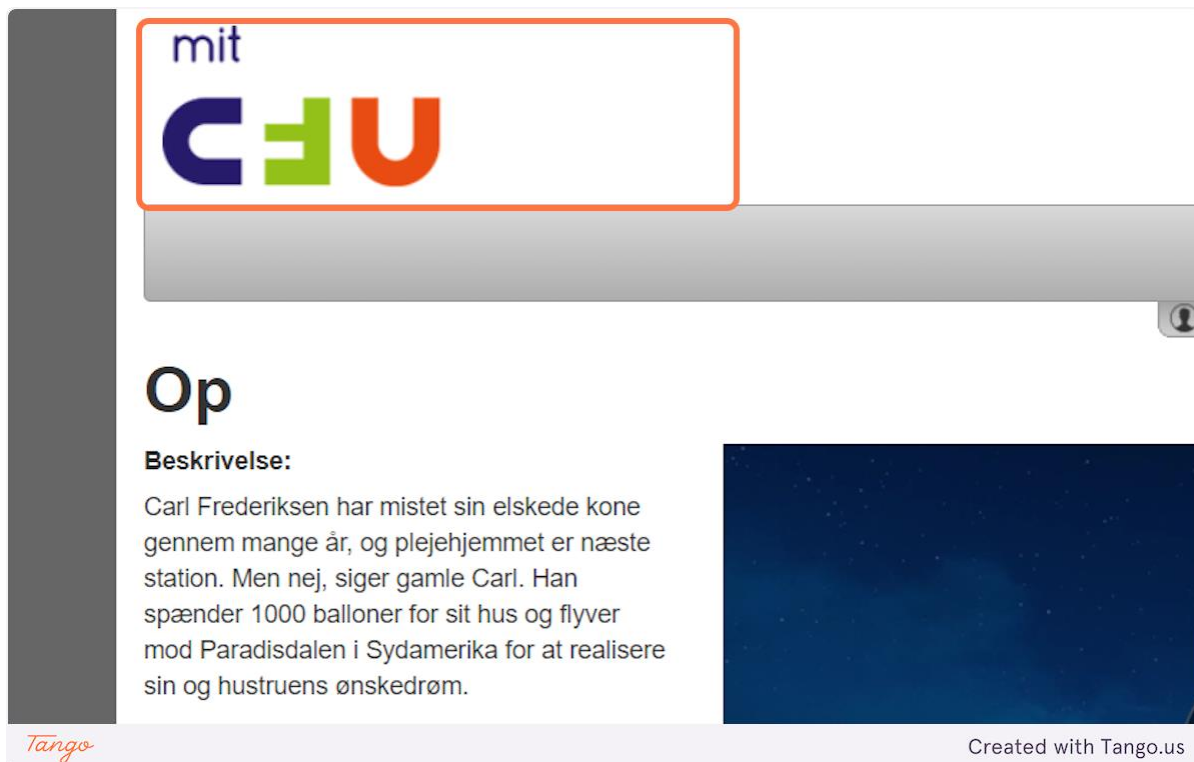 mit
CFU
Op
Beskrivelse:
Carl Frederiksen har mistet sin elskede kone
gennem mange år, og plejehjemmet er næste
station. Men nej, siger gamle Carl. Han
spænder 1000 balloner for sit hus og flyver
mod Paradisdalen i Sydamerika for at realisere
sin og hustruens ønskedrøm.
Tango
Created with Tango.us